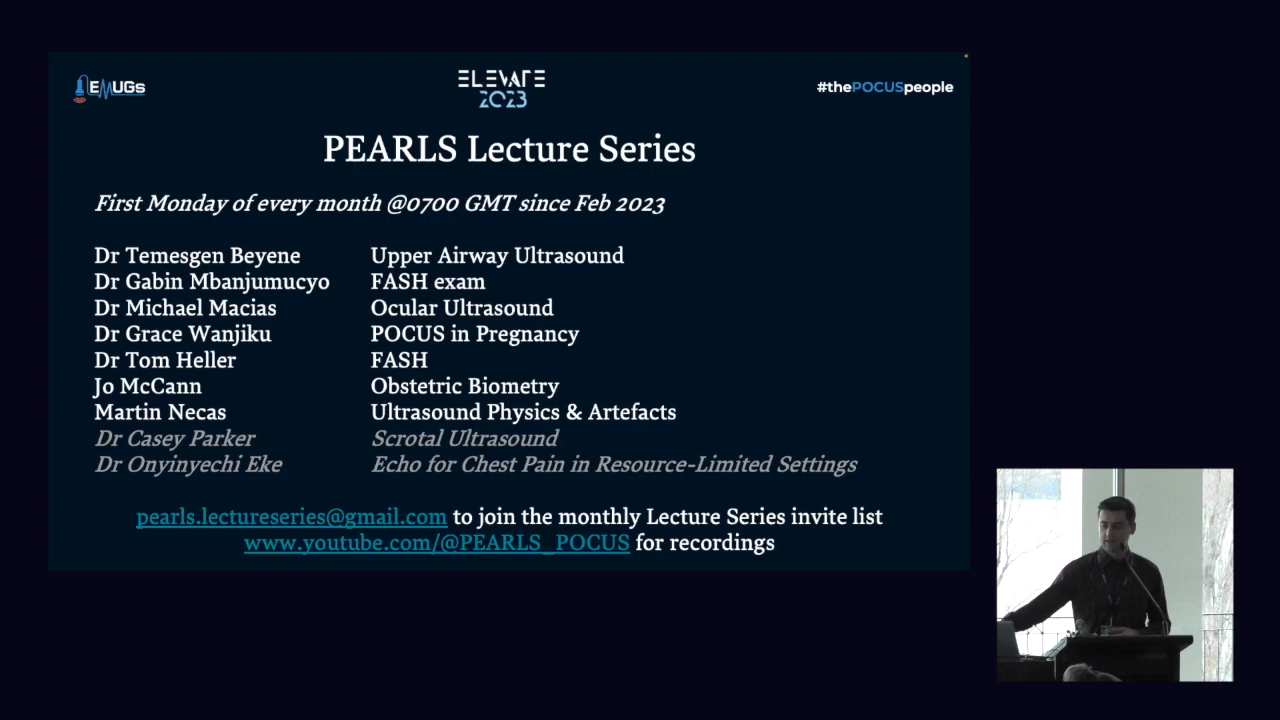 EMUGs
ELEVATE
2023
#thePOCUSpeople
PEARLS Lecture Series
First Monday of every month @0700 GMT since Feb 2023
Dr Temesgen Beyene Upper Airway Ultrasound
Dr Gabin Mbanjumucyo FASH exam
Dr Michael Macias Ocular Ultrasound
Dr Grace Wanjiku POCUS in Pregnancy
Dr Tom Heller FASH
Jo McCann Obstetric Biometry
Martin Necas Ultrasound Physics & Artefacts
Dr Casey Parker Scrotal Ultrasound
Dr Onyinyechi Eke Echo for Chest Pain in Resource-Limited Settings
pearls.lectureseries@gmail.com to join the monthly Lecture Series invite list
www.youtube.com/@PEARLS_POCUS for recordings